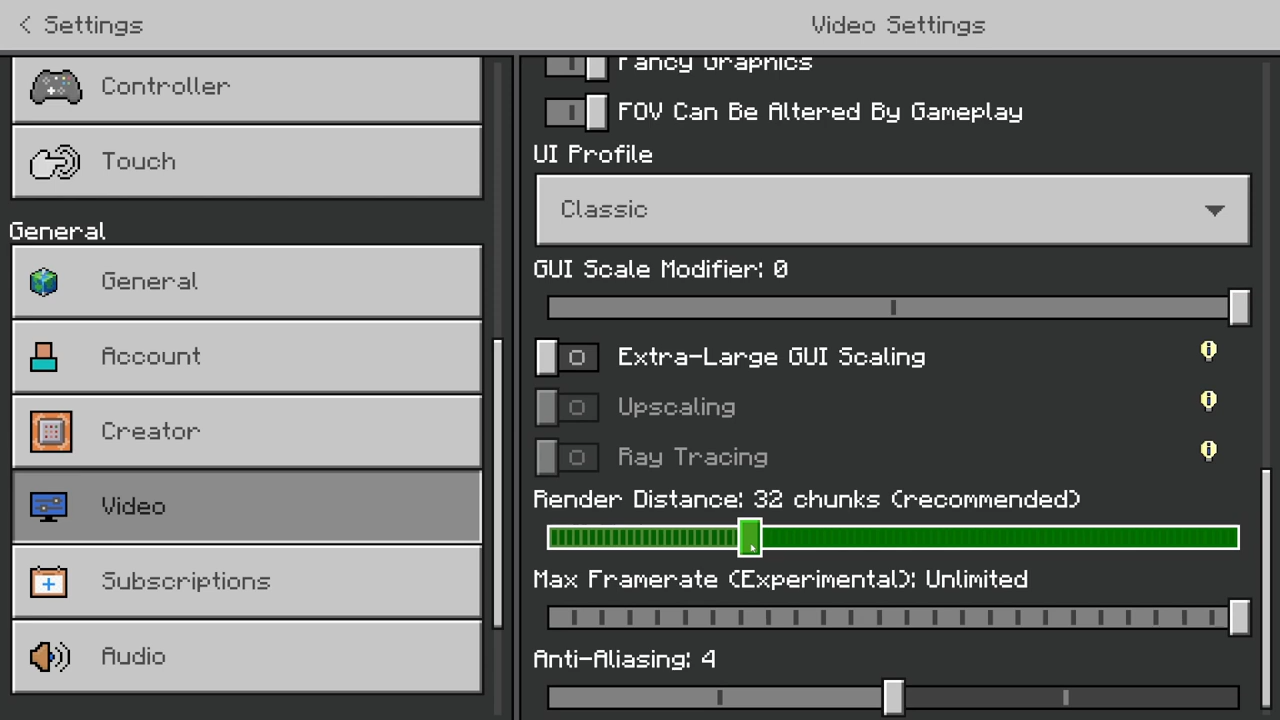 Settings
Video Settings
Controller
Touch
General
General
Account
Creator
Video
Subscriptions
Audio
Fancy Graphics
FOV Can Be Altered By Gameplay
UI Profile
Classic
GUI Scale Modifier: 0
Extra-Large GUI Scaling
Upscaling
Ray Tracing
Render Distance: 32 chunks (recommended)
Max Framerate (Experimental): Unlimited
Anti-Aliasing: 4